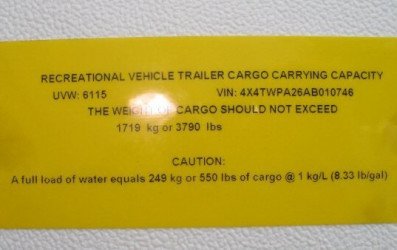 RECREATIONAL VEHICLE TRAILER CARGO CARRYING CAPACITY
UVW: 6115 VIN: 4X4TWPA26AB010746
THE WEIGHT OF CARGO SHOULD NOT EXCEED
1719 kg or 3790 lbs
CAUTION:
A full load of water equals 249 kg or 550 lbs of cargo @ 1 kg/L (8.33 lb/gal)